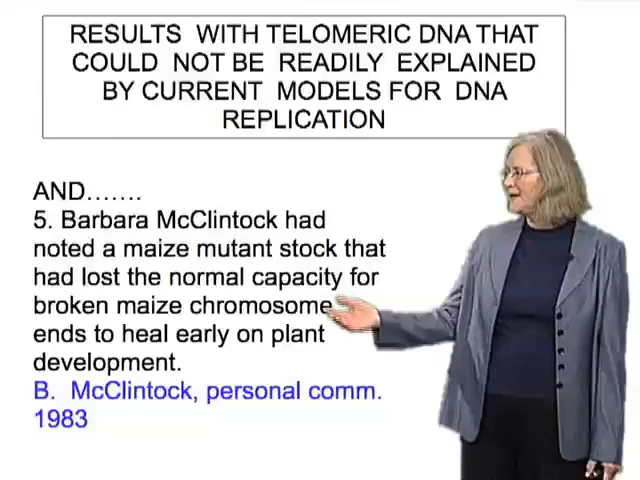 RESULTS WITH TELOMERIC DNA THAT
COULD NOT BE READILY EXPLAINED
BY CURRENT MODELS FOR DNA
REPLICATION
AND.......
5. Barbara McClintock had
noted a maize mutant stock that
had lost the normal capacity for
broken maize chromosome
ends to heal early on plant
development.
B. McClintock, personal comm.
1983